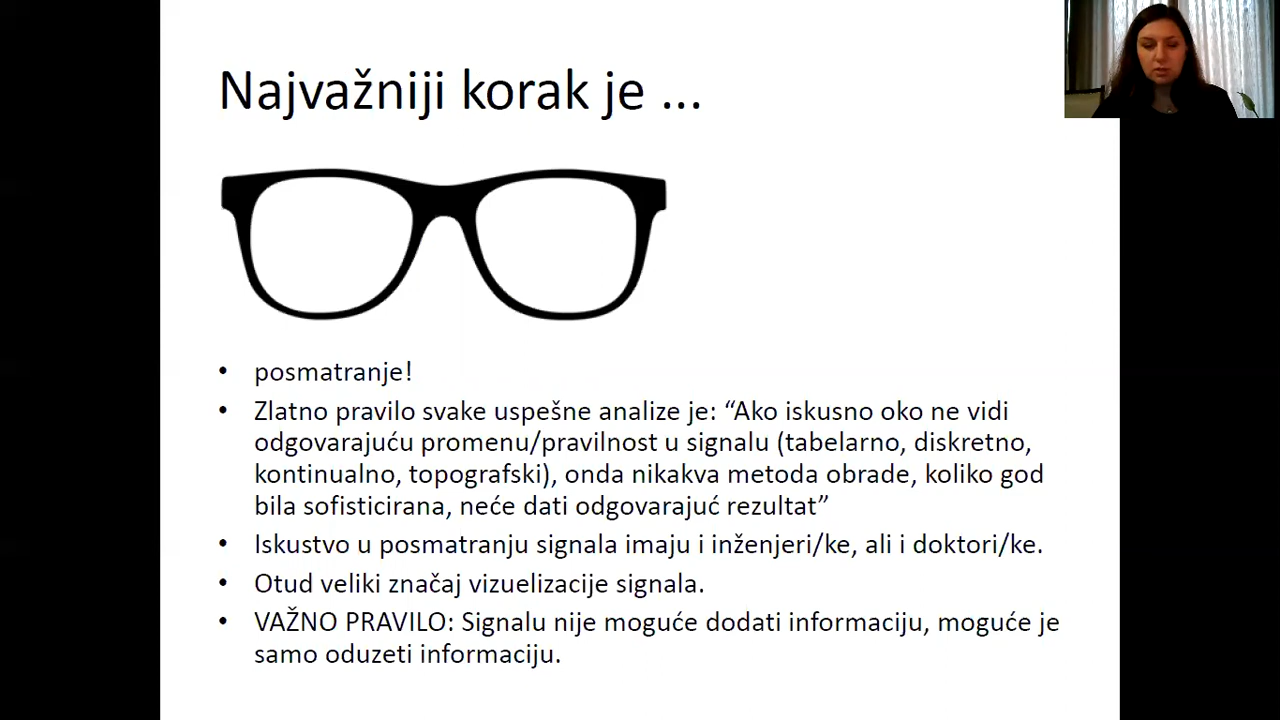 Najvažniji korak je ...
• posmatranje!
• Zlatno pravilo svake uspešne analize je: “Ako iskusno oko ne vidi
odgovarajuću promenu/pravilnost u signalu (tabelarno, diskretno,
kontinualno, topografski), onda nikakva metoda obrade, koliko god
bila sofisticirana, neće dati odgovarajuć rezultat”
• Iskustvo u posmatranju signala imaju i inženjeri/ke, ali i doktori/ke.
• Otud veliki značaj vizuelizacije signala.
• VAŽNO PRAVILO: Signalu nije moguće dodati informaciju, moguće je
samo oduzeti informaciju.